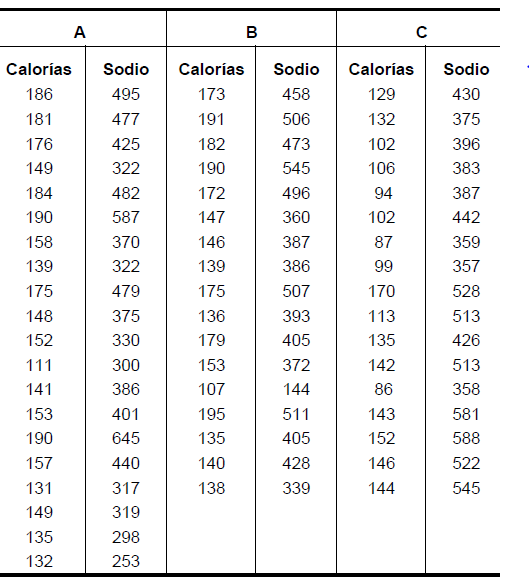 A B C
Calorías Sodio Calorías Sodio Calorías Sodio
186 495 173 458 129 430
181 477 191 506 132 375
176 425 182 473 102 396
149 322 190 545 106 383
184 482 172 496 94 387
190 587 147 360 102 442
158 370 146 387 87 359
139 322 139 386 99 357
175 479 175 507 170 528
148 375 136 393 113 513
152 330 179 405 135 426
111 300 153 372 142 513
141 386 107 144 86 358
153 401 195 511 143 581
190 645 135 405 152 588
157 440 140 428 146 522
131 317 138 339 144 545
149 319
135 298
132 253